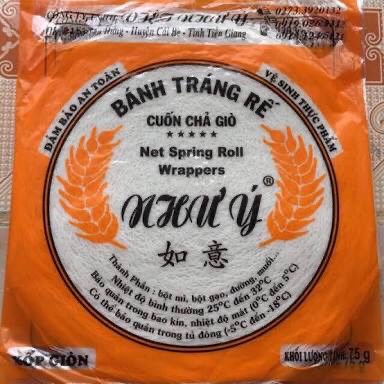 0273.3920132
Huyện Cái Bè - Tỉnh Tiền Giang
ĐẢM BẢO AN TOÀN
VỆ SINH THỰC PHẨM
BÁNH TRÁNG RẾ
CUỐN CHẢ GIÒ
★★★★★
Net Spring Roll
Wrappers
NHƯ Ý®
如意
Thành Phần : bột mì, bột gạo, đường, muối...
Nhiệt độ bình thường 25°C đến 32°C
Bảo quản trong bao kín, nhiệt độ mát (0°C đến 5°C)
Có thể bảo quản trong tủ đông (-5°C đến -18°C)
XỐP GIÒN
KHỐI LƯỢNG TỊNH: 75 g